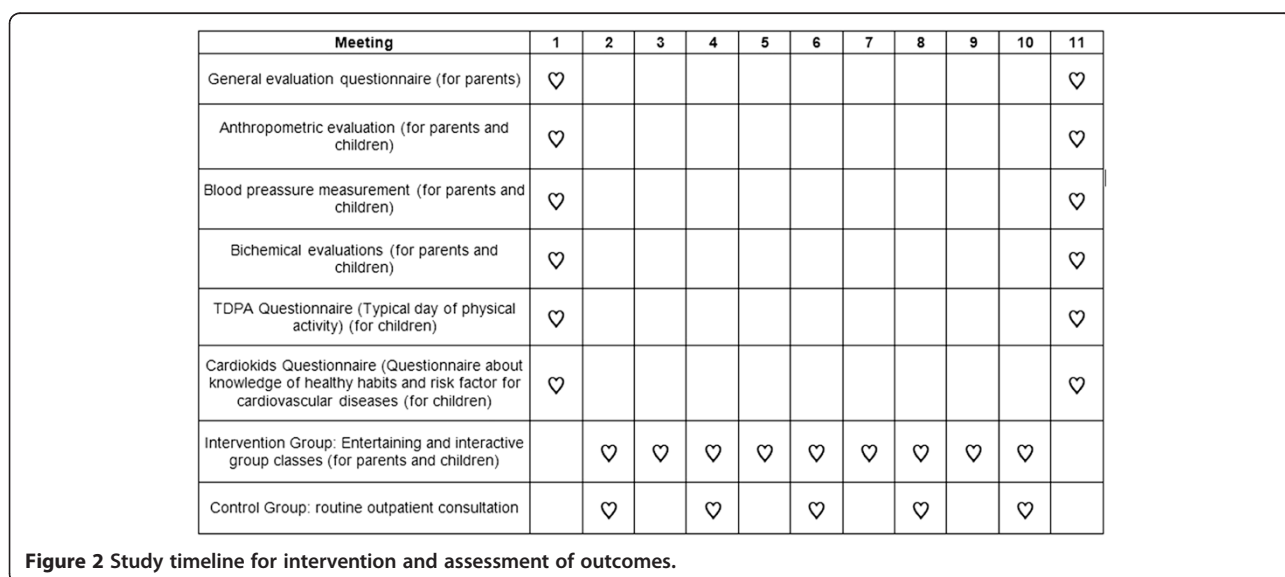 Meeting 1 2 3 4 5 6 7 8 9 10 11
General evaluation questionnaire (for parents) ♡ ♡
Anthropometric evaluation (for parents and
children) ♡ ♡
Blood preassure measurement (for parents and
children) ♡ ♡
Bichemical evaluations (for parents and
children) ♡ ♡
TDPA Questionnaire (Typical day of physical
activity) (for children) ♡ ♡
Cardiokids Questionnaire (Questionnaire about
knowledge of healthy habits and risk factor for
cardiovascular diseases (for children) ♡ ♡
Intervention Group: Entertaining and interactive
group classes (for parents and children) ♡ ♡ ♡ ♡ ♡ ♡ ♡ ♡ ♡
Control Group: routine outpatient consultation ♡ ♡ ♡ ♡ ♡
Figure 2 Study timeline for intervention and assessment of outcomes.